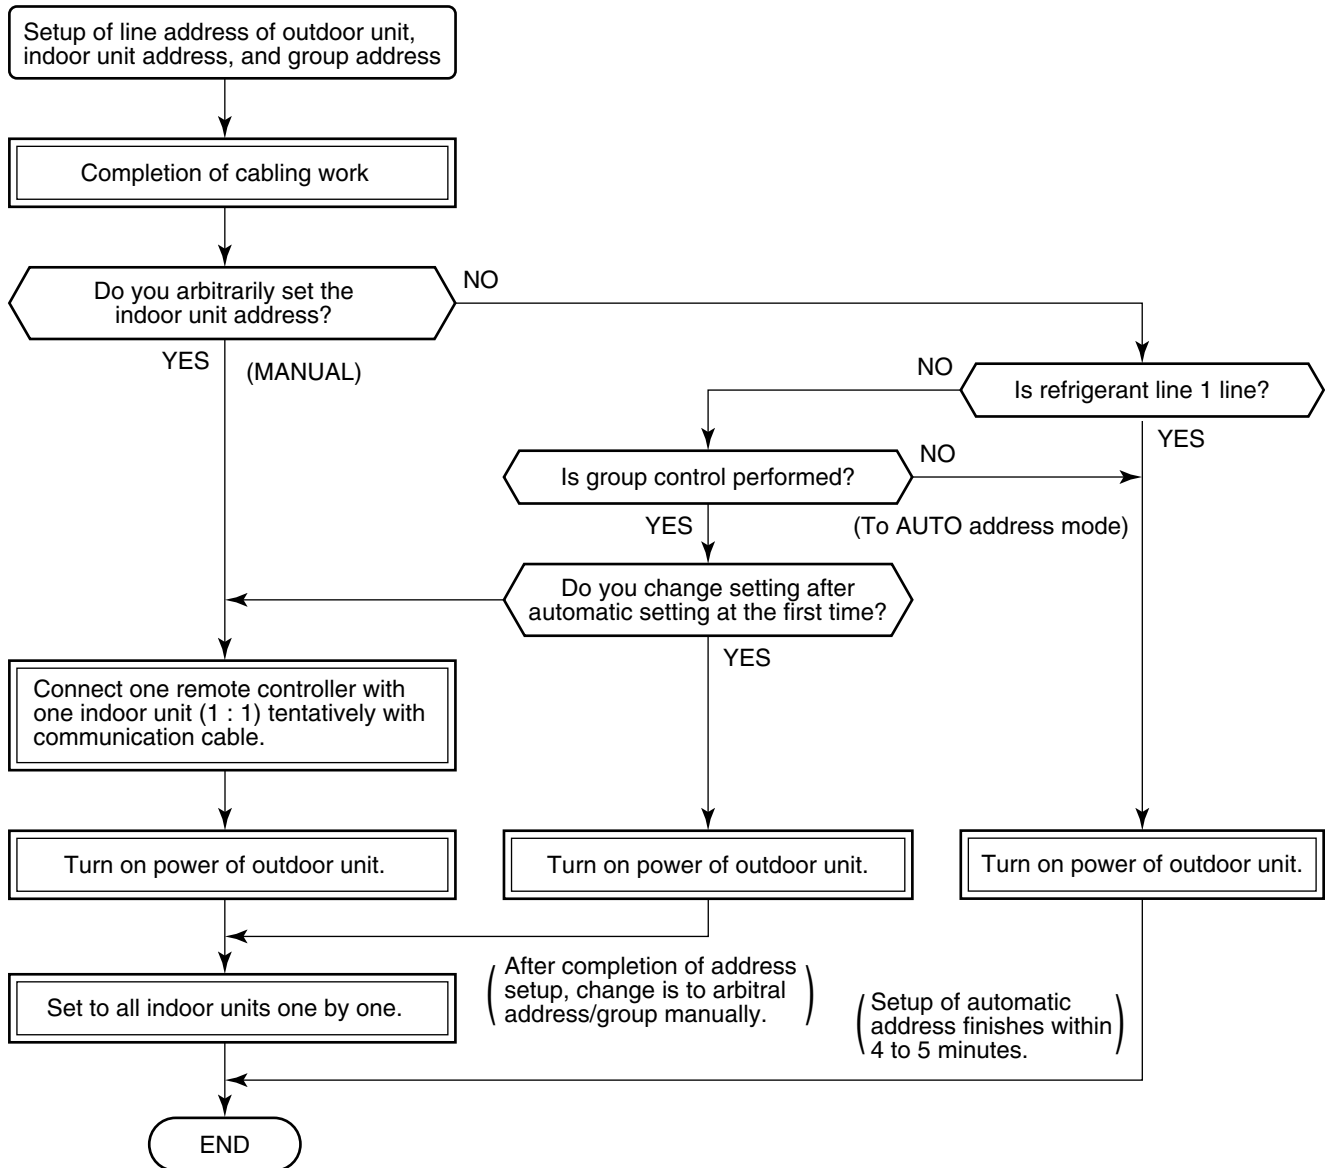 Setup of line address of outdoor unit,
indoor unit address, and group address
Completion of cabling work
Do you arbitrarily set the
indoor unit address?
NO
YES
(MANUAL)
NO
Is refrigerant line 1 line?
YES
Is group control performed?
NO
YES
(To AUTO address mode)
Do you change setting after
automatic setting at the first time?
YES
Connect one remote controller with
one indoor unit (1 : 1) tentatively with
communication cable.
Turn on power of outdoor unit.
Turn on power of outdoor unit.
Turn on power of outdoor unit.
(After completion of address
setup, change is to arbitral
address/group manually.)
Set to all indoor units one by one.
(Setup of automatic
address finishes within
4 to 5 minutes.)
END